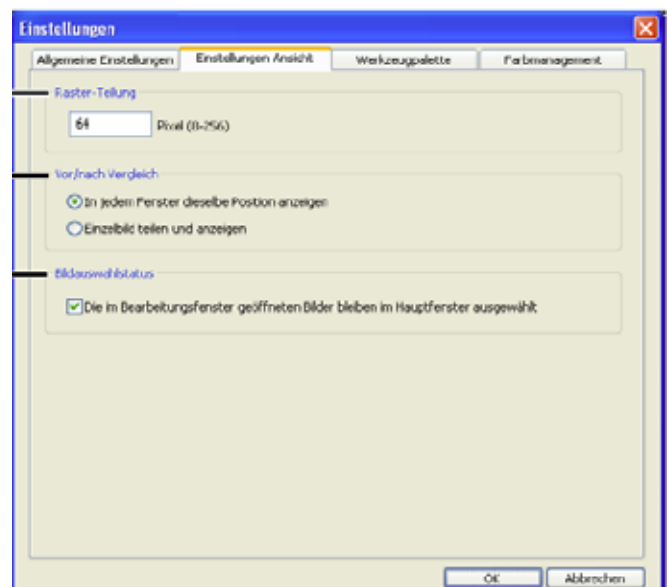 Einstellungen
Allgemeine Einstellungen Einstellungen Ansicht Werkzeugpalette Farbmanagement
Raster-Teilung
64 Pixel (8-256)
Vor/nach Vergleich
In jedem Fenster dieselbe Position anzeigen
Einzelbild teilen und anzeigen
Bildauswahlstatus
Die im Bearbeitungsfenster geöffneten Bilder bleiben im Hauptfenster ausgewählt
OK Abbrechen